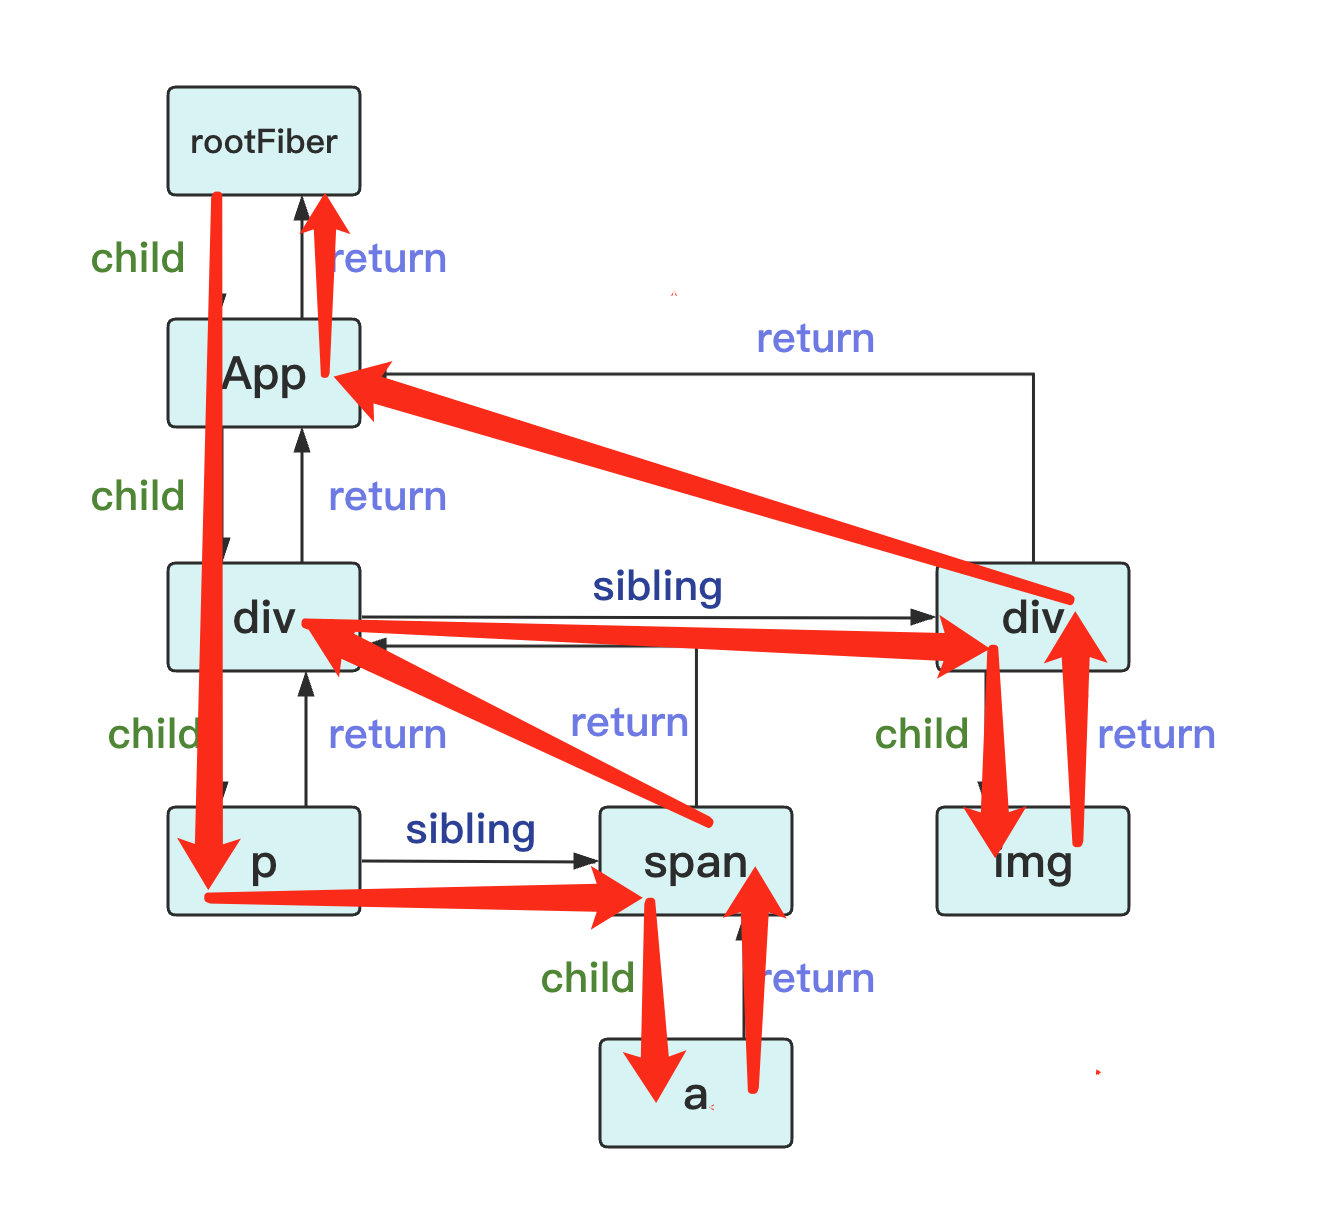 rootFiber
child
return
App
return
child
return
div
sibling
div
child
return
return
child
return
p
sibling
span
img
child
return
a